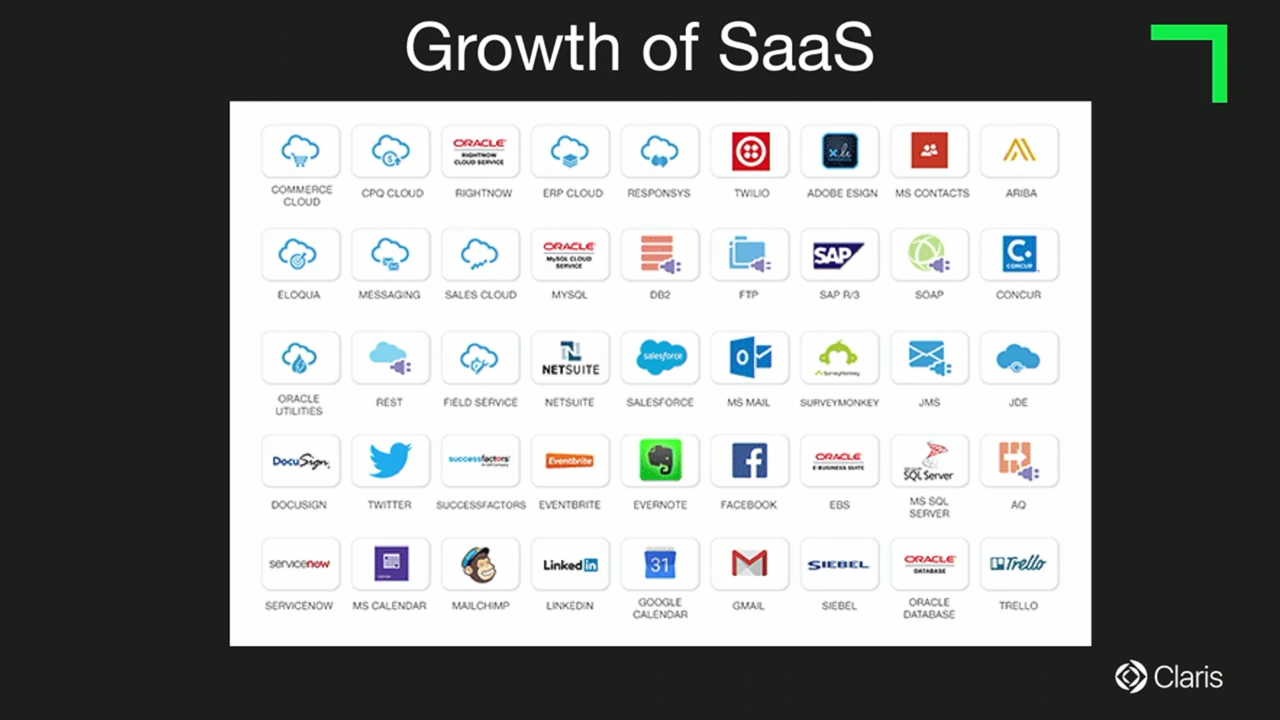 Growth of SaaS
ORACLE
RIGHTNOW
CLOUD SERVICE
COMMERCE
CLOUD
CPQ CLOUD
RIGHTNOW
ERP CLOUD
RESPONSYS
TWILIO
ADOBE ESIGN
MS CONTACTS
ARIBA
ORACLE
MySQL CLOUD
SERVICE
SAP
C.
CONCUR
ELOQUA
MESSAGING
SALES CLOUD
MYSQL
DB2
FTP
SAP R/3
SOAP
CONCUR
N
NETSUITE
salesforce
O
SurveyMonkey
ORACLE
UTILITIES
REST
FIELD SERVICE
NETSUITE
SALESFORCE
MS MAIL
SURVEYMONKEY
JMS
JDE
DocuSign
successfactors
Eventbrite
f
ORACLE
E-BUSINESS SUITE
Microsoft
SQL Server
DOCUSIGN
TWITTER
SUCCESSFACTORS
EVENTBRITE
EVERNOTE
FACEBOOK
EBS
MS SQL
SERVER
AQ
servicenow
Linked in
31
M
SIEBEL
ORACLE
DATABASE
Trello
SERVICENOW
MS CALENDAR
MAILCHIMP
LINKEDIN
GOOGLE
CALENDAR
GMAIL
SIEBEL
ORACLE
DATABASE
TRELLO
Claris